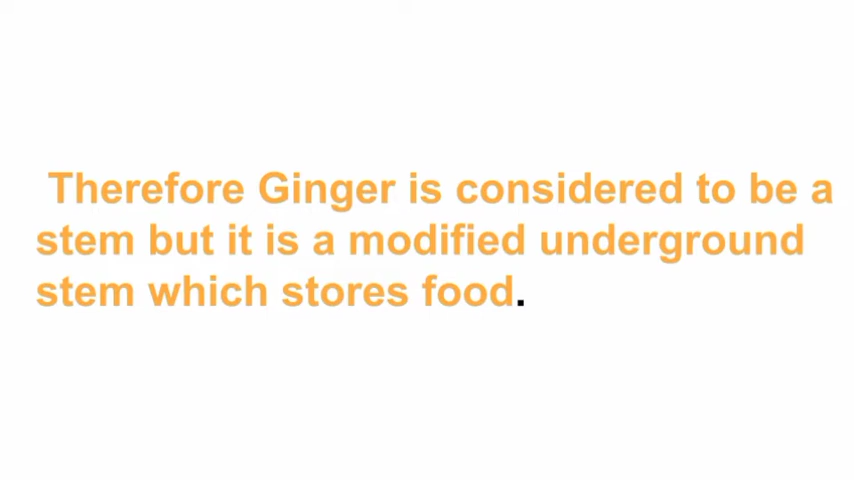 Therefore Ginger is considered to be a
stem but it is a modified underground
stem which stores food.